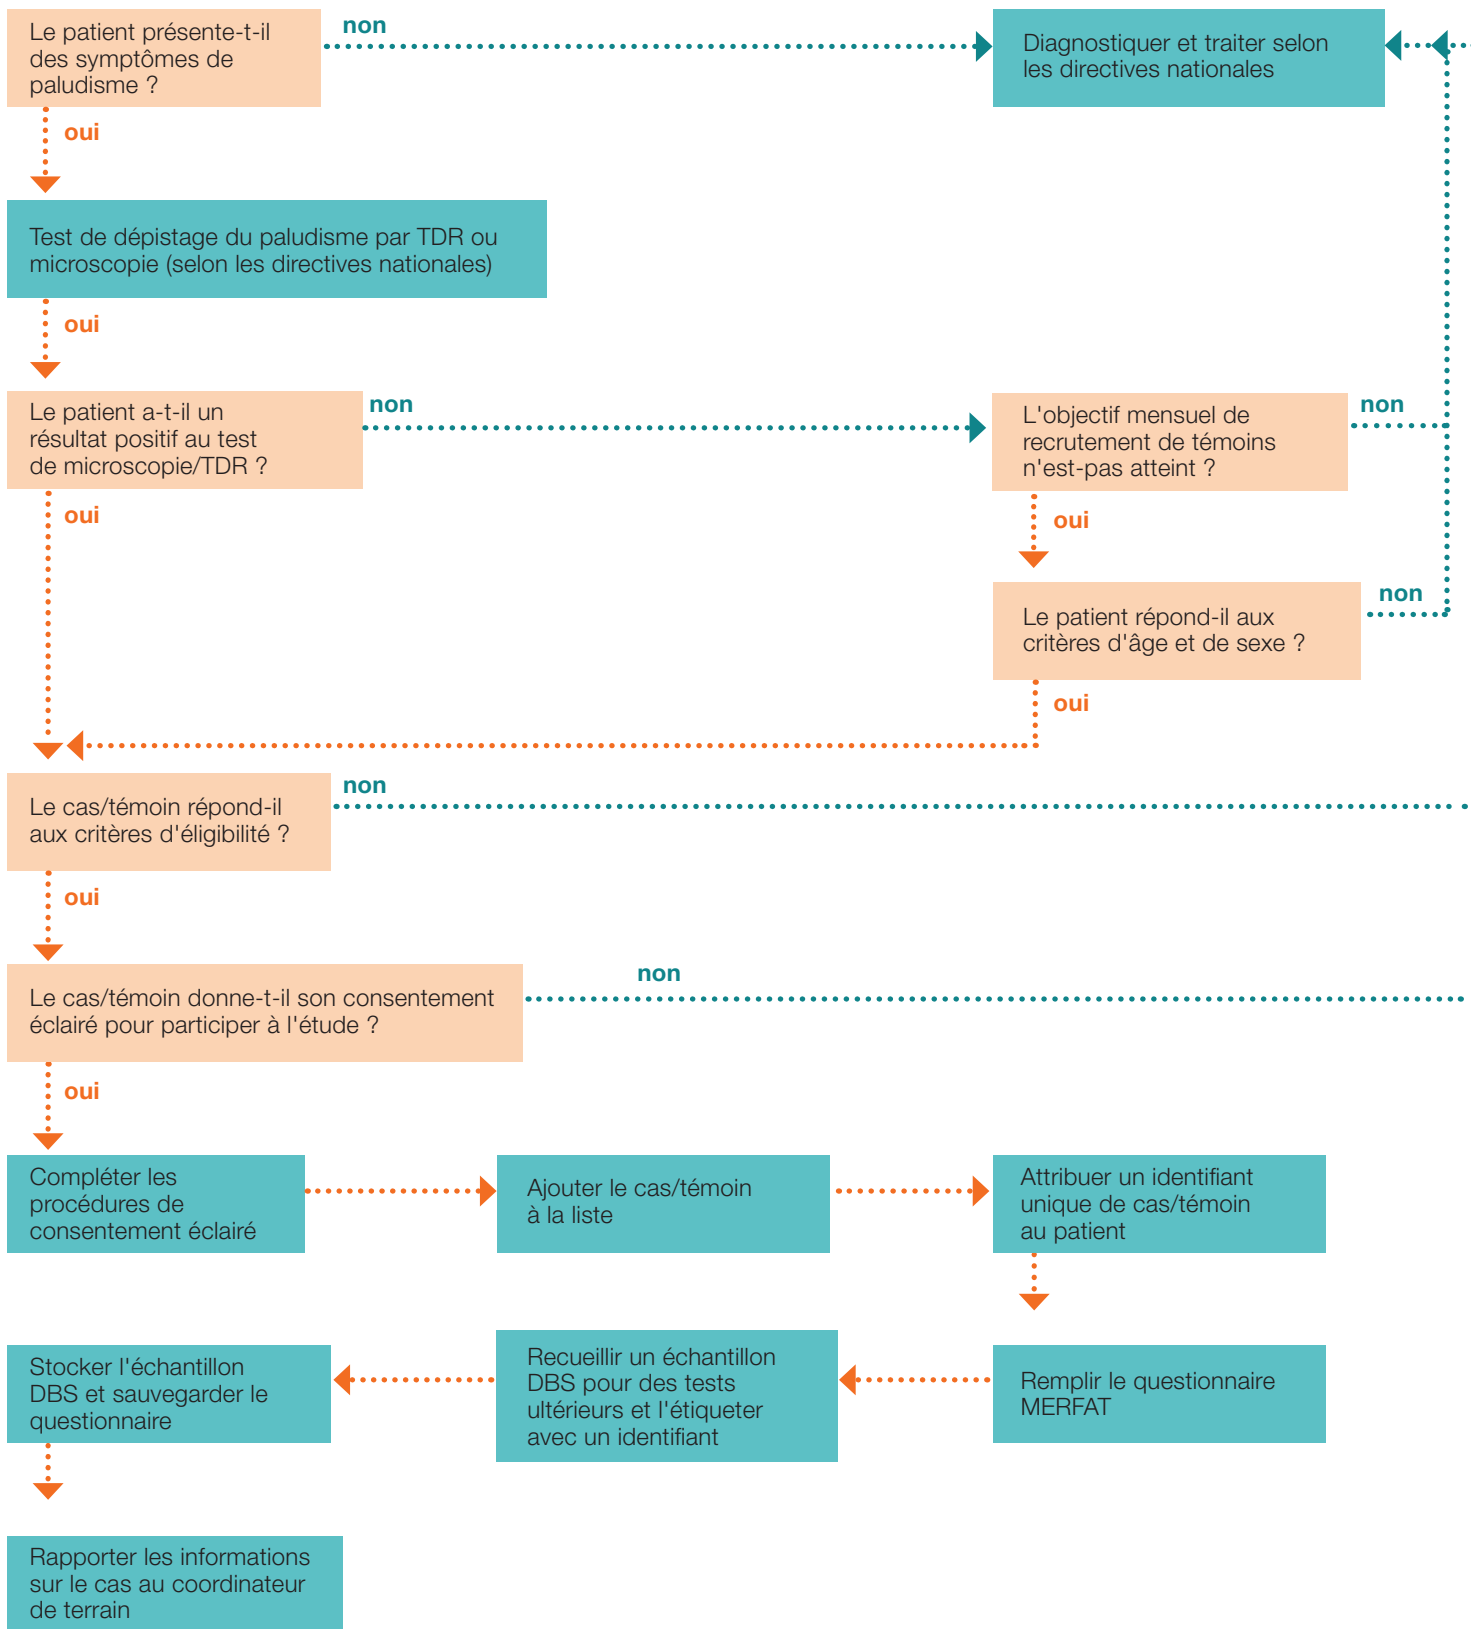 Le patient présente-t-il
des symptômes de
paludisme ?
non
Diagnostiquer et traiter selon
les directives nationales
oui
Test de dépistage du paludisme par TDR ou
microscopie (selon les directives nationales)
oui
Le patient a-t-il un
résultat positif au test
de microscopie/TDR ?
non
L'objectif mensuel de
recrutement de témoins
n'est-pas atteint ?
non
oui
oui
Le patient répond-il aux
critères d'âge et de sexe ?
non
oui
Le cas/témoin répond-il
aux critères d'éligibilité ?
non
oui
Le cas/témoin donne-t-il son consentement
éclairé pour participer à l'étude ?
non
oui
Compléter les
procédures de
consentement éclairé
Ajouter le cas/témoin
à la liste
Attribuer un identifiant
unique de cas/témoin
au patient
Remplir le questionnaire
MERFAT
Recueillir un échantillon
DBS pour des tests
ultérieurs et l'étiqueter
avec un identifiant
Stocker l'échantillon
DBS et sauvegarder le
questionnaire
Rapporter les informations
sur le cas au coordinateur
de terrain